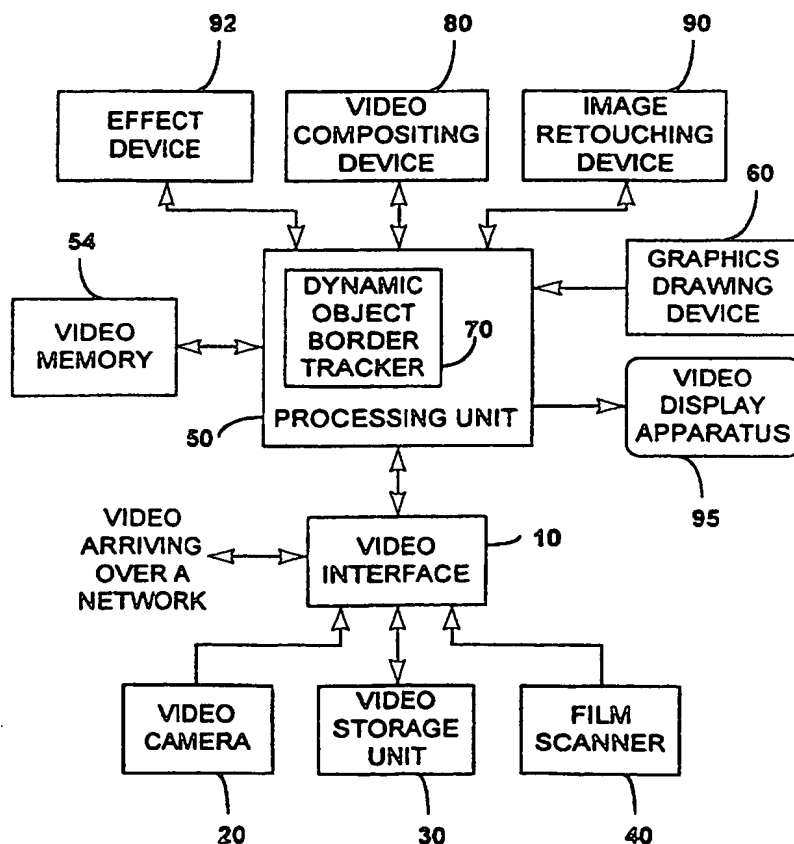 92
80
90
EFFECT
DEVICE
VIDEO
COMPOSITING
DEVICE
IMAGE
RETOUCHING
DEVICE
60
54
GRAPHICS
DRAWING
DEVICE
VIDEO
MEMORY
DYNAMIC
OBJECT
BORDER
TRACKER
70
PROCESSING UNIT
50
VIDEO
DISPLAY
APPARATUS
95
VIDEO
ARRIVING
OVER A
NETWORK
VIDEO
INTERFACE
10
VIDEO
CAMERA
VIDEO
STORAGE
UNIT
FILM
SCANNER
20
30
40